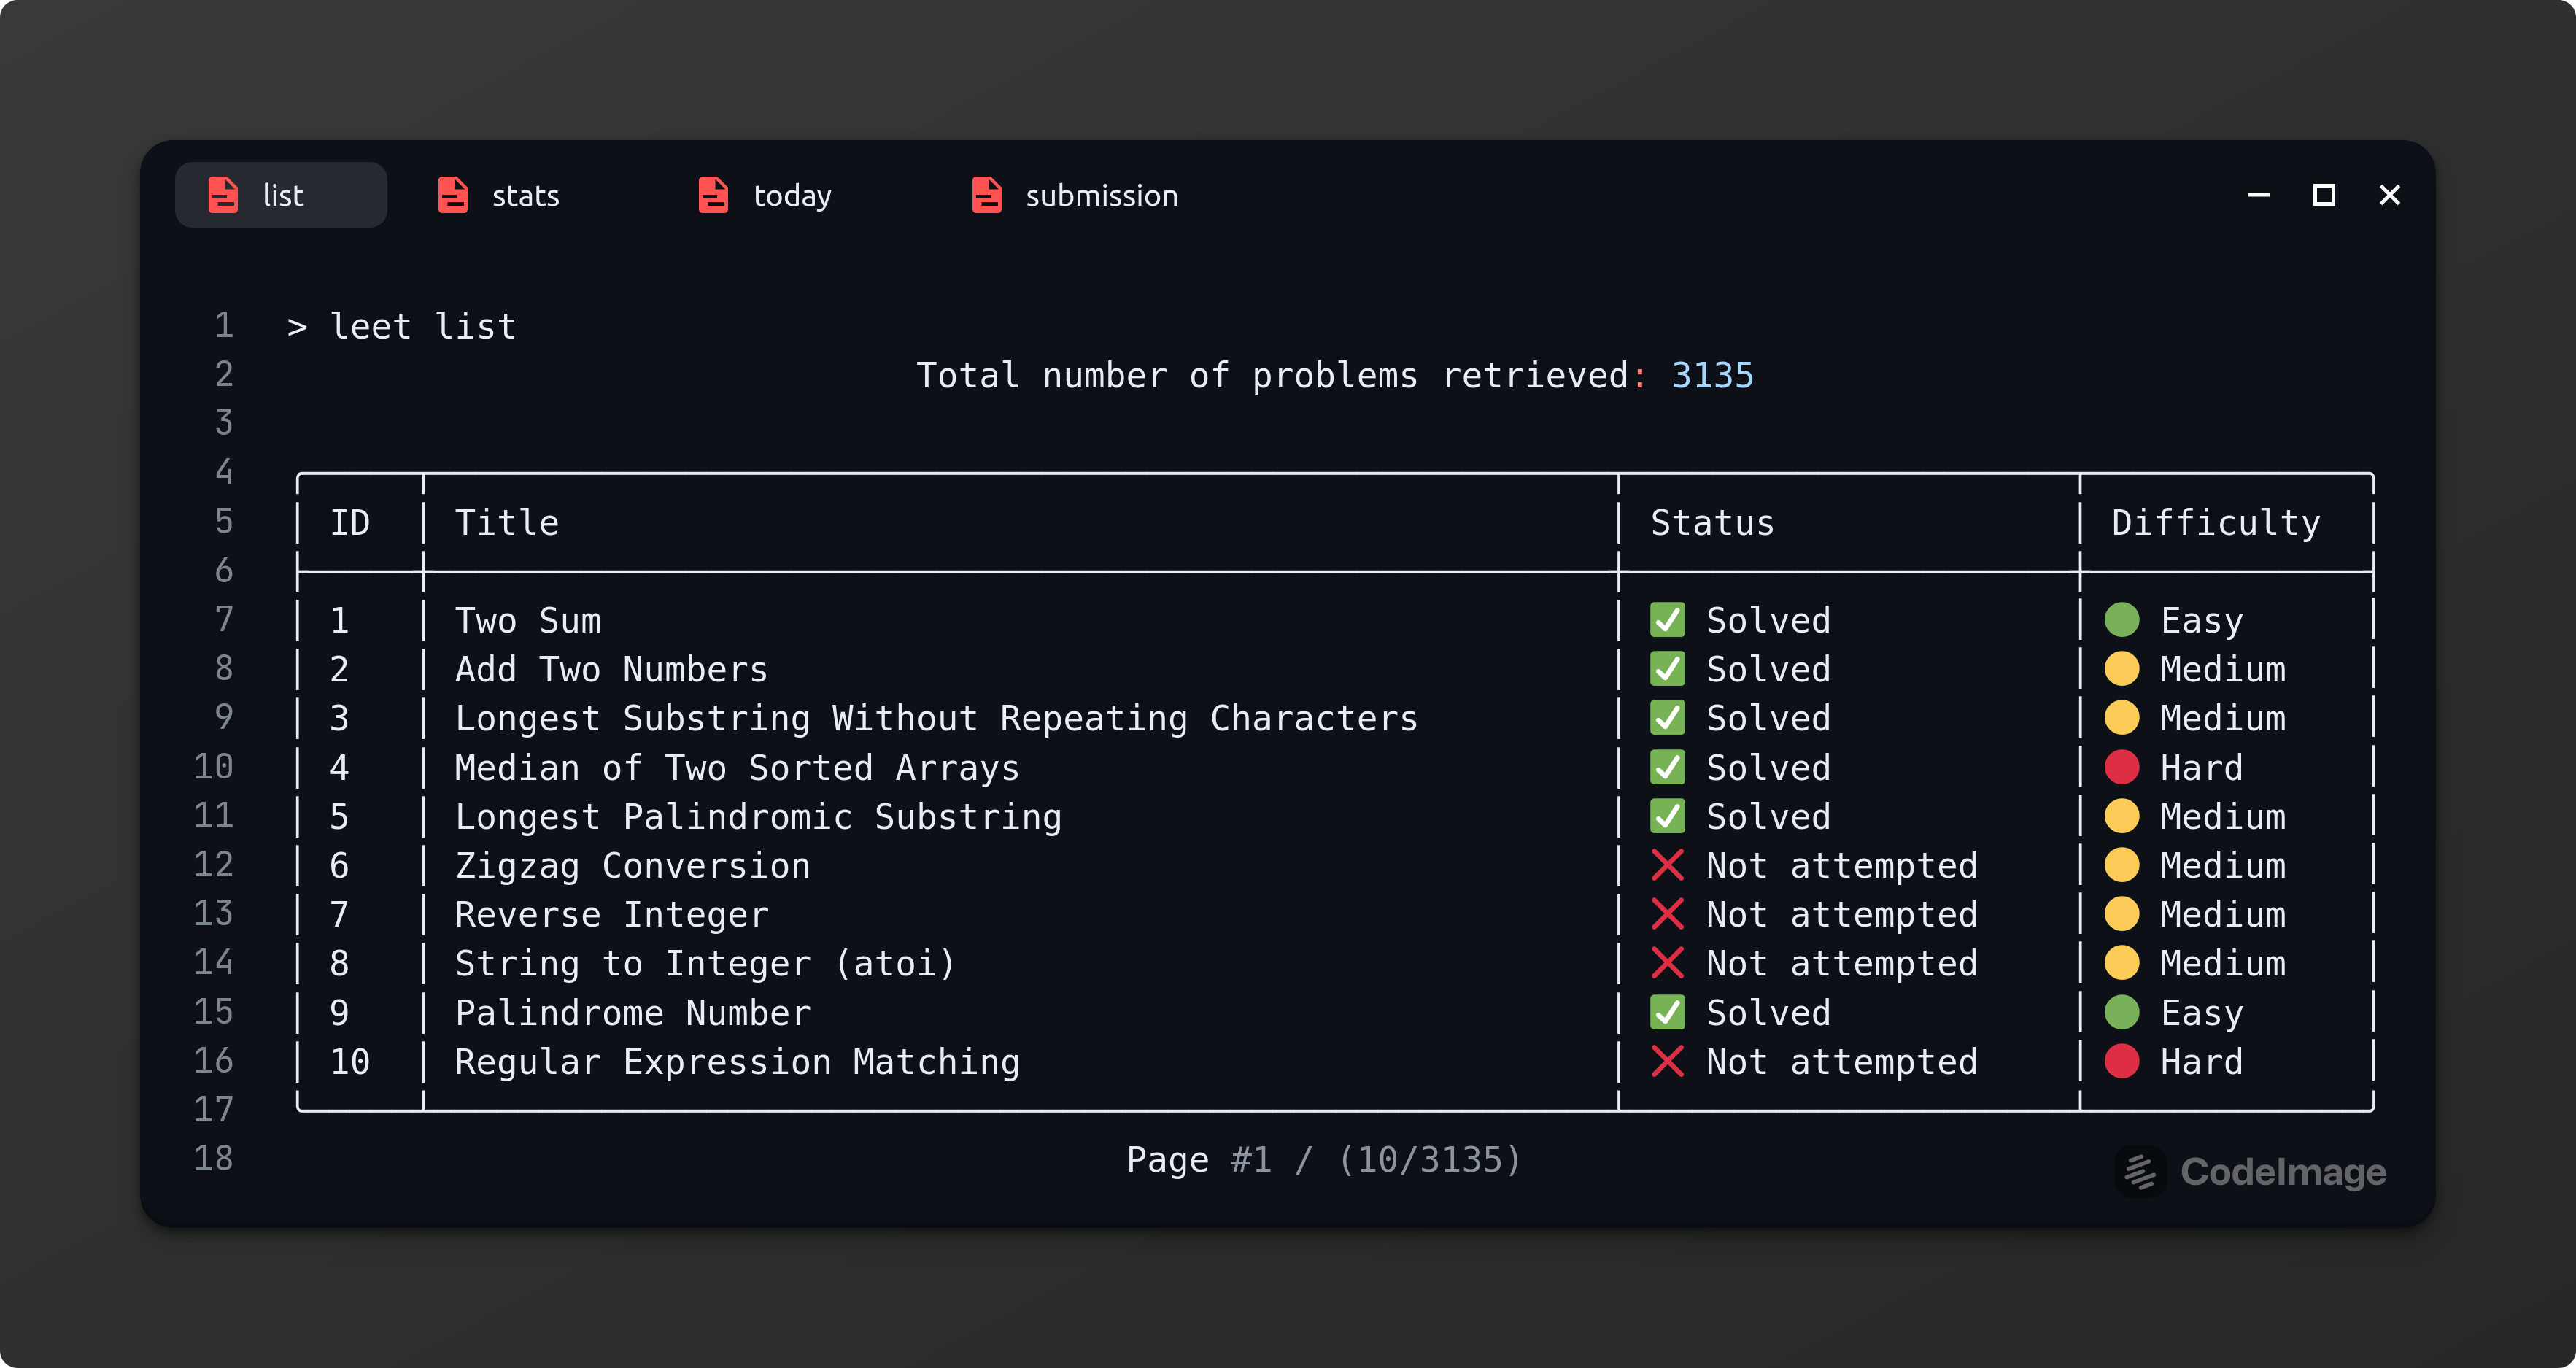 list stats today submission
1 > leet list
2 Total number of problems retrieved: 3135
3
4
5 ID Title Status Difficulty
6
7 1 Two Sum ✅ Solved 🟢 Easy
8 2 Add Two Numbers ✅ Solved 🟡 Medium
9 3 Longest Substring Without Repeating Characters ✅ Solved 🟡 Medium
10 4 Median of Two Sorted Arrays ✅ Solved 🔴 Hard
11 5 Longest Palindromic Substring ✅ Solved 🟡 Medium
12 6 Zigzag Conversion ❌ Not attempted 🟡 Medium
13 7 Reverse Integer ❌ Not attempted 🟡 Medium
14 8 String to Integer (atoi) ❌ Not attempted 🟡 Medium
15 9 Palindrome Number ✅ Solved 🟢 Easy
16 10 Regular Expression Matching ❌ Not attempted 🔴 Hard
17
18 Page #1 / (10/3135)
CodeImage